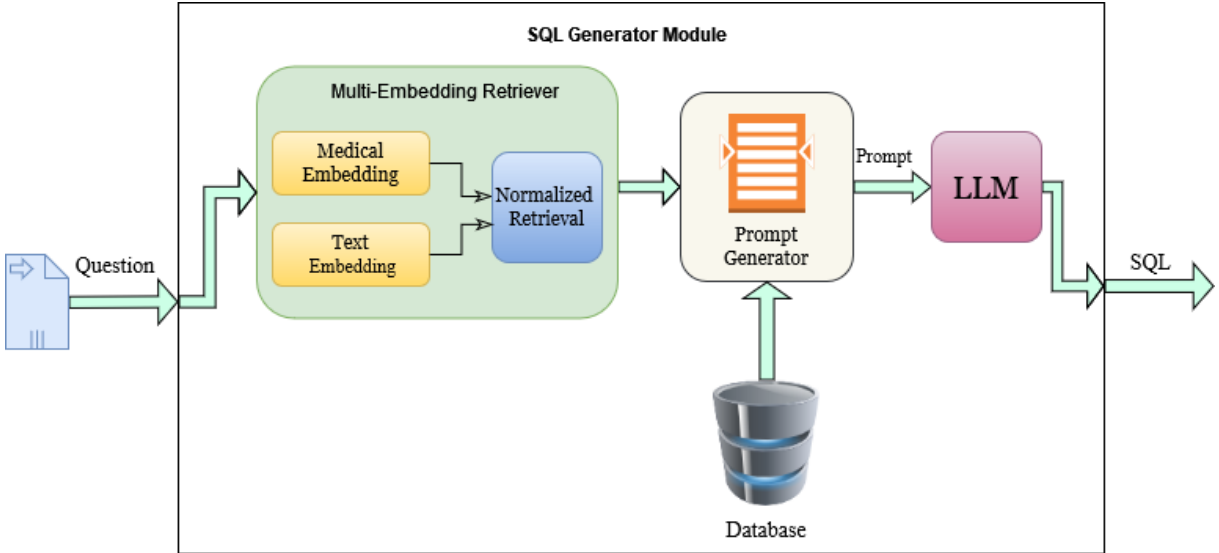 SQL Generator Module
Multi-Embedding Retriever
Medical
Embedding
Text
Embedding
Normalized
Retrieval
Prompt
Generator
Prompt
LLM
Question
SQL
Database